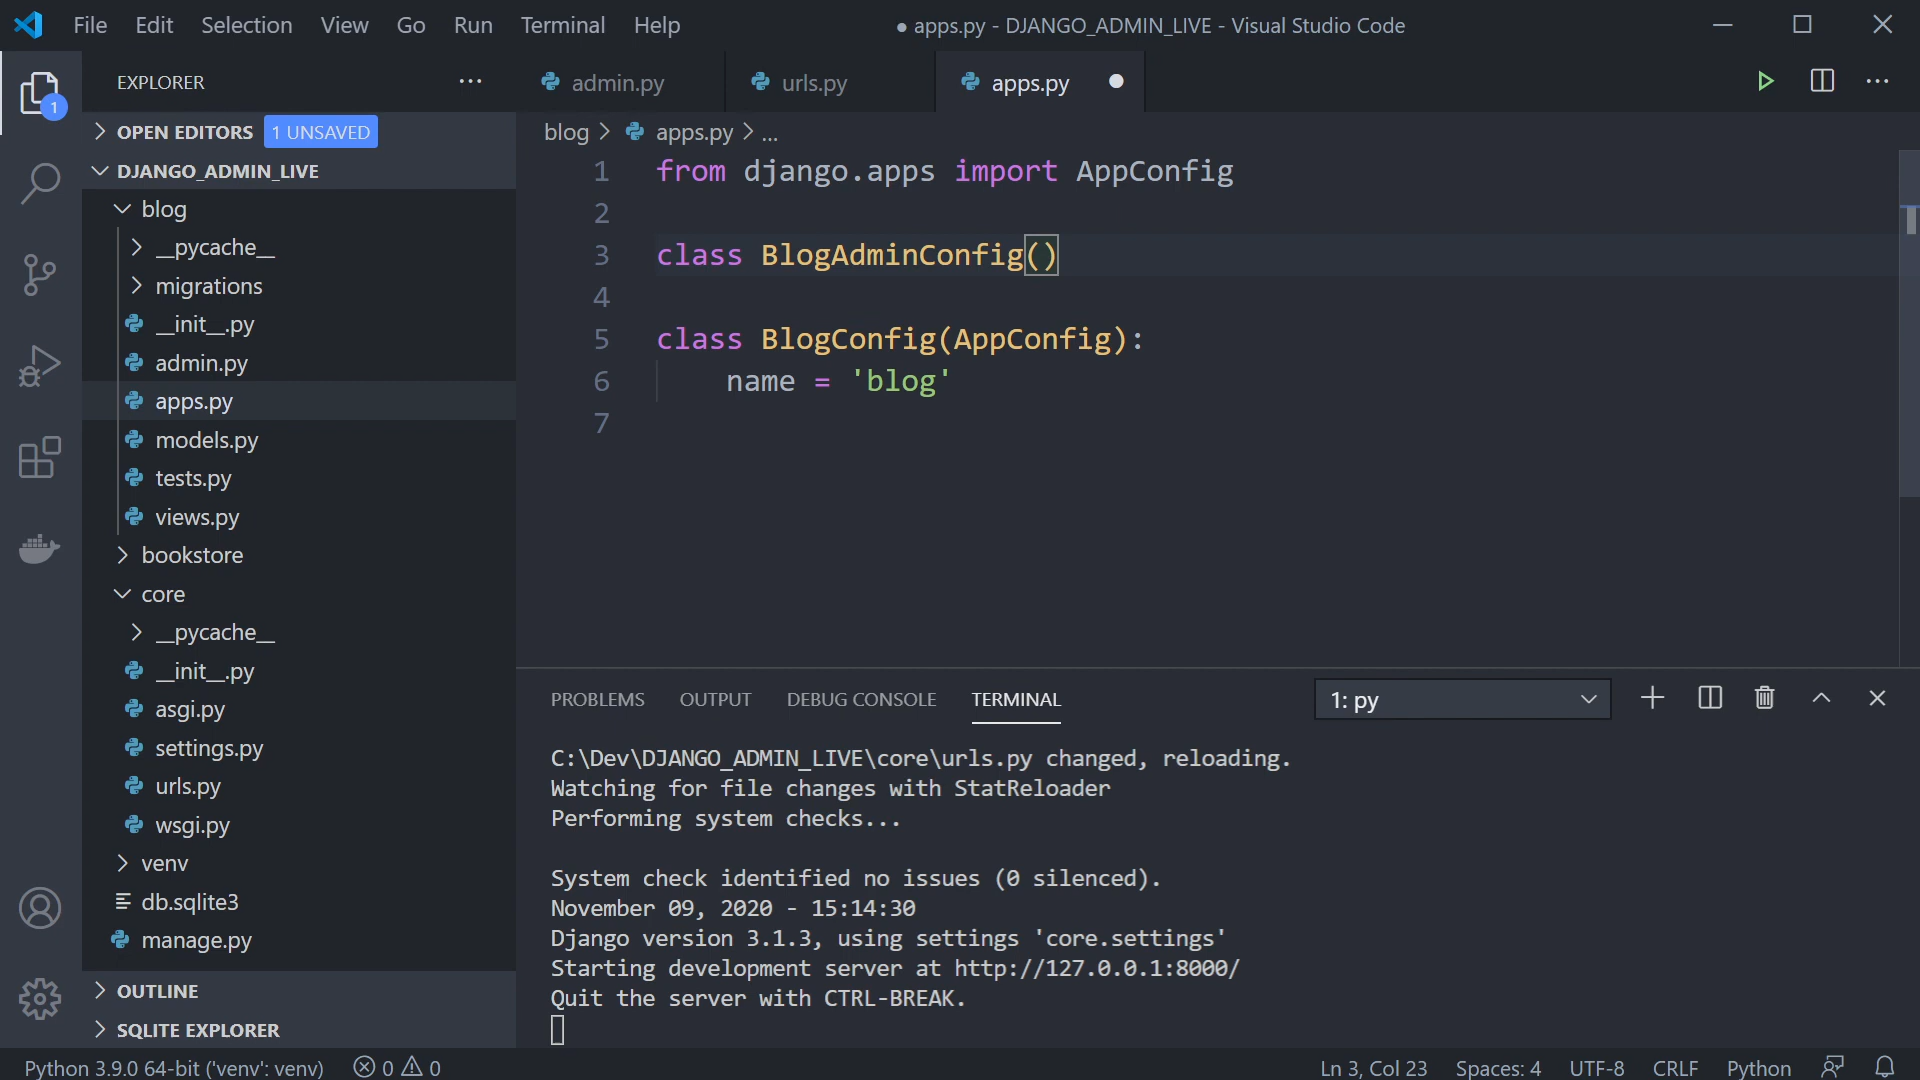 File Edit Selection View Go Run Terminal Help
● apps.py - DJANGO_ADMIN_LIVE - Visual Studio Code
EXPLORER
admin.py
urls.py
apps.py
1
OPEN EDITORS 1 UNSAVED
DJANGO_ADMIN_LIVE
blog
__pycache__
migrations
__init__.py
admin.py
apps.py
models.py
tests.py
views.py
bookstore
core
__pycache__
__init__.py
asgi.py
settings.py
urls.py
wsgi.py
venv
db.sqlite3
manage.py
OUTLINE
SQLITE EXPLORER
blog > apps.py > ...
1 from django.apps import AppConfig
2
3 class BlogAdminConfig()
4
5 class BlogConfig(AppConfig):
6 name = 'blog'
7
PROBLEMS OUTPUT DEBUG CONSOLE TERMINAL
1: py
C:\Dev\DJANGO_ADMIN_LIVE\core\urls.py changed, reloading.
Watching for file changes with StatReloader
Performing system checks...
System check identified no issues (0 silenced).
November 09, 2020 - 15:14:30
Django version 3.1.3, using settings 'core.settings'
Starting development server at http://127.0.0.1:8000/
Quit the server with CTRL-BREAK.
Python 3.9.0 64-bit ('venv': venv) 0 0
Ln 3, Col 23 Spaces: 4 UTF-8 CRLF Python